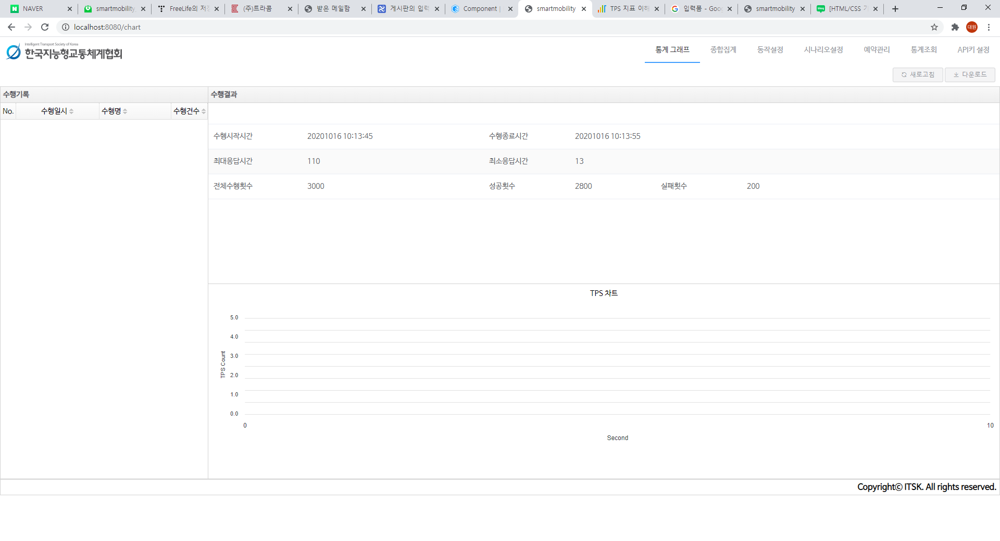 NAVER
smartmobility
FreeLife의 저장
(주)트라콤
받은 메일함
게시판의 입력
Component |
smartmobility
TPS 지표 이해
입력폼 - Goog
smartmobility
[HTML/CSS 기
localhost:8080/chart
대원
Intelligent Transport Society of Korea
한국지능형교통체계협회
통계 그래프
종합집계
동작설정
시나리오설정
예약관리
통계조회
API키 설정
새로고침
다운로드
수행기록
수행결과
No.
수행일시
수행명
수행건수
수행시작시간
20201016 10:13:45
수행종료시간
20201016 10:13:55
최대응답시간
110
최소응답시간
13
전체수행횟수
3000
성공횟수
2800
실패횟수
200
TPS 차트
5.0
4.0
3.0
2.0
1.0
0.0
TPS Count
0
10
Second
Copyrightⓒ ITSK. All rights reserved.